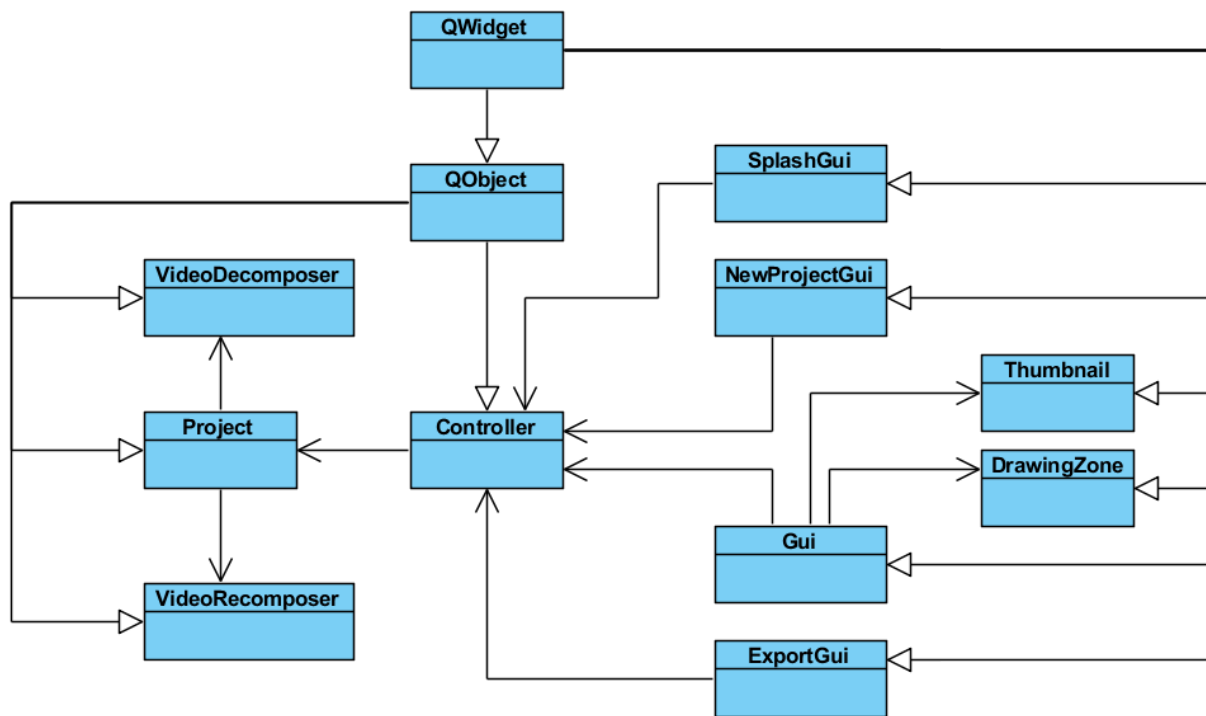 QWidget
QObject
SplashGui
VideoDecomposer
NewProjectGui
Thumbnail
Project
Controller
DrawingZone
Gui
VideoRecomposer
ExportGui